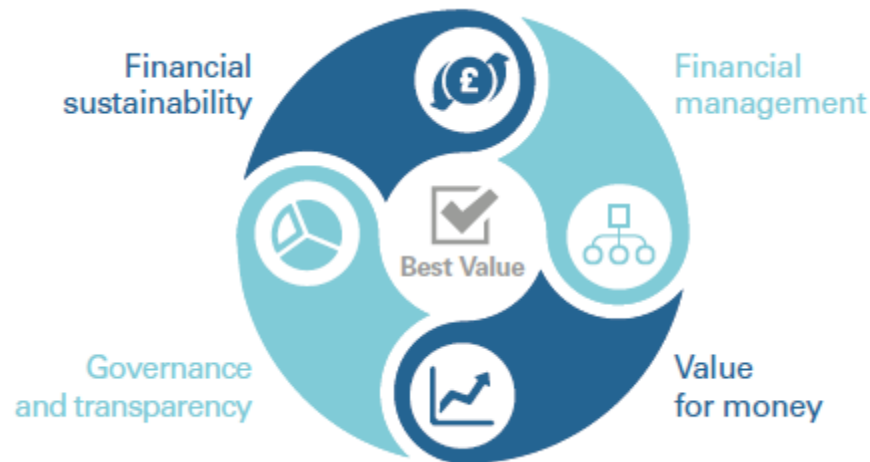 Financial
sustainability
£
Financial
management
Best Value
Governance
and transparency
Value
for money